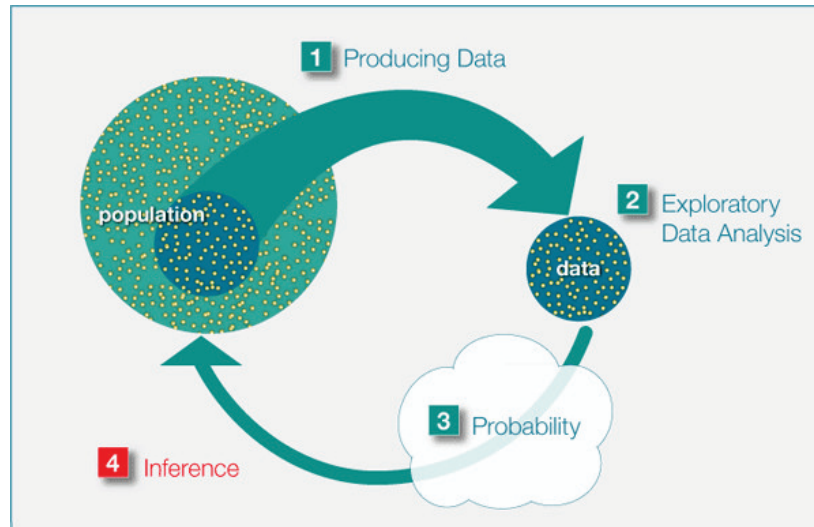 1 Producing Data
population
2 Exploratory
Data Analysis
data
3 Probability
4 Inference